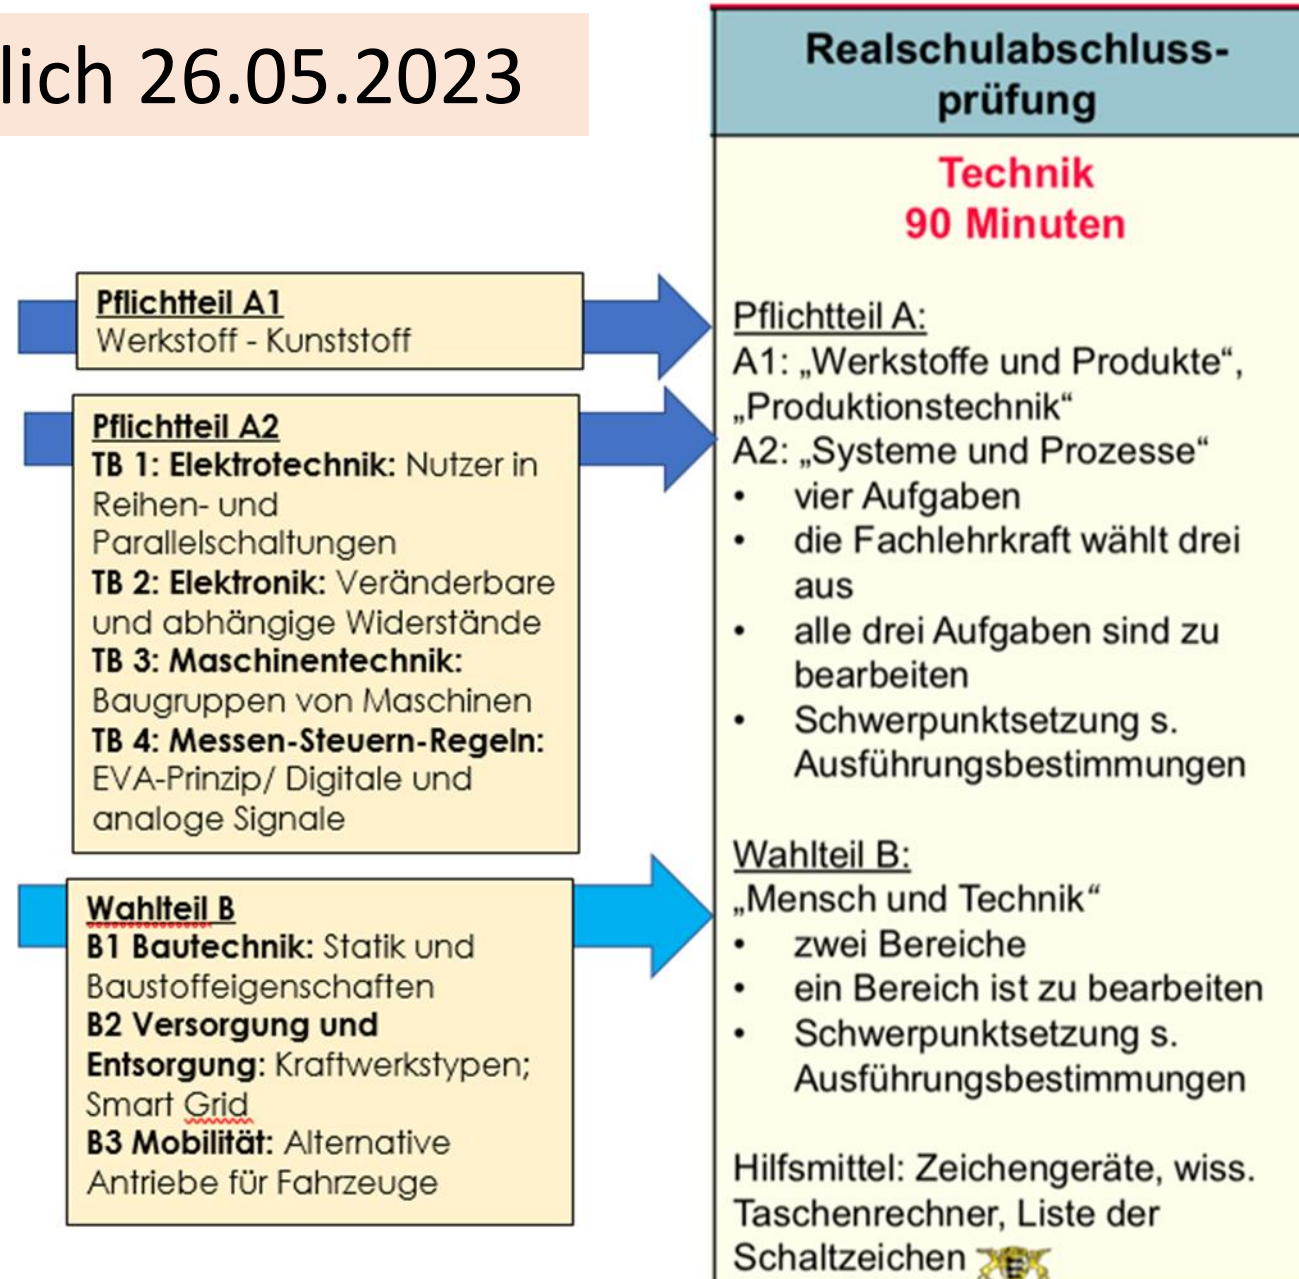 lich 26.05.2023
Pflichtteil A1
Werkstoff - Kunststoff
Pflichtteil A2
TB 1: Elektrotechnik: Nutzer in
Reihen- und
Parallelschaltungen
TB 2: Elektronik: Veränderbare
und abhängige Widerstände
TB 3: Maschinentechnik:
Baugruppen von Maschinen
TB 4: Messen-Steuern-Regeln:
EVA-Prinzip/ Digitale und
analoge Signale
Wahlteil B
B1 Bautechnik: Statik und
Baustoffeigenschaften
B2 Versorgung und
Entsorgung: Kraftwerkstypen;
Smart Grid
B3 Mobilität: Alternative
Antriebe für Fahrzeuge
Realschulabschluss-
prüfung
Technik
90 Minuten
Pflichtteil A:
A1: „Werkstoffe und Produkte“,
„Produktionstechnik“
A2: „Systeme und Prozesse“
• vier Aufgaben
• die Fachlehrkraft wählt drei
aus
• alle drei Aufgaben sind zu
bearbeiten
• Schwerpunktsetzung s.
Ausführungsbestimmungen
Wahlteil B:
„Mensch und Technik“
• zwei Bereiche
• ein Bereich ist zu bearbeiten
• Schwerpunktsetzung s.
Ausführungsbestimmungen
Hilfsmittel: Zeichengeräte, wiss.
Taschenrechner, Liste der
Schaltzeichen